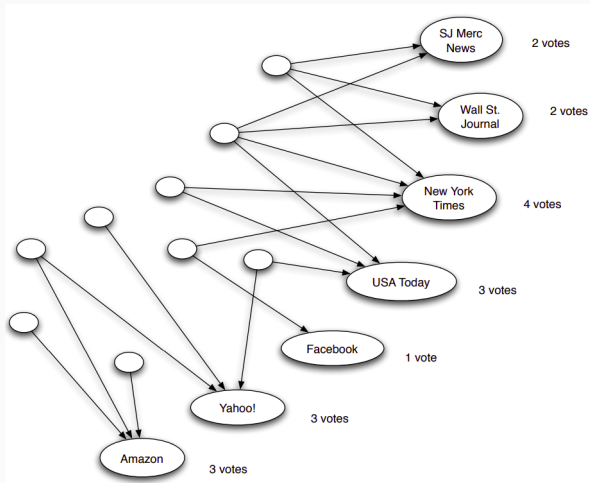 SJ Merc
News
2 votes
Wall St.
Journal
2 votes
New York
Times
4 votes
USA Today
3 votes
Facebook
1 vote
Yahoo!
3 votes
Amazon
3 votes